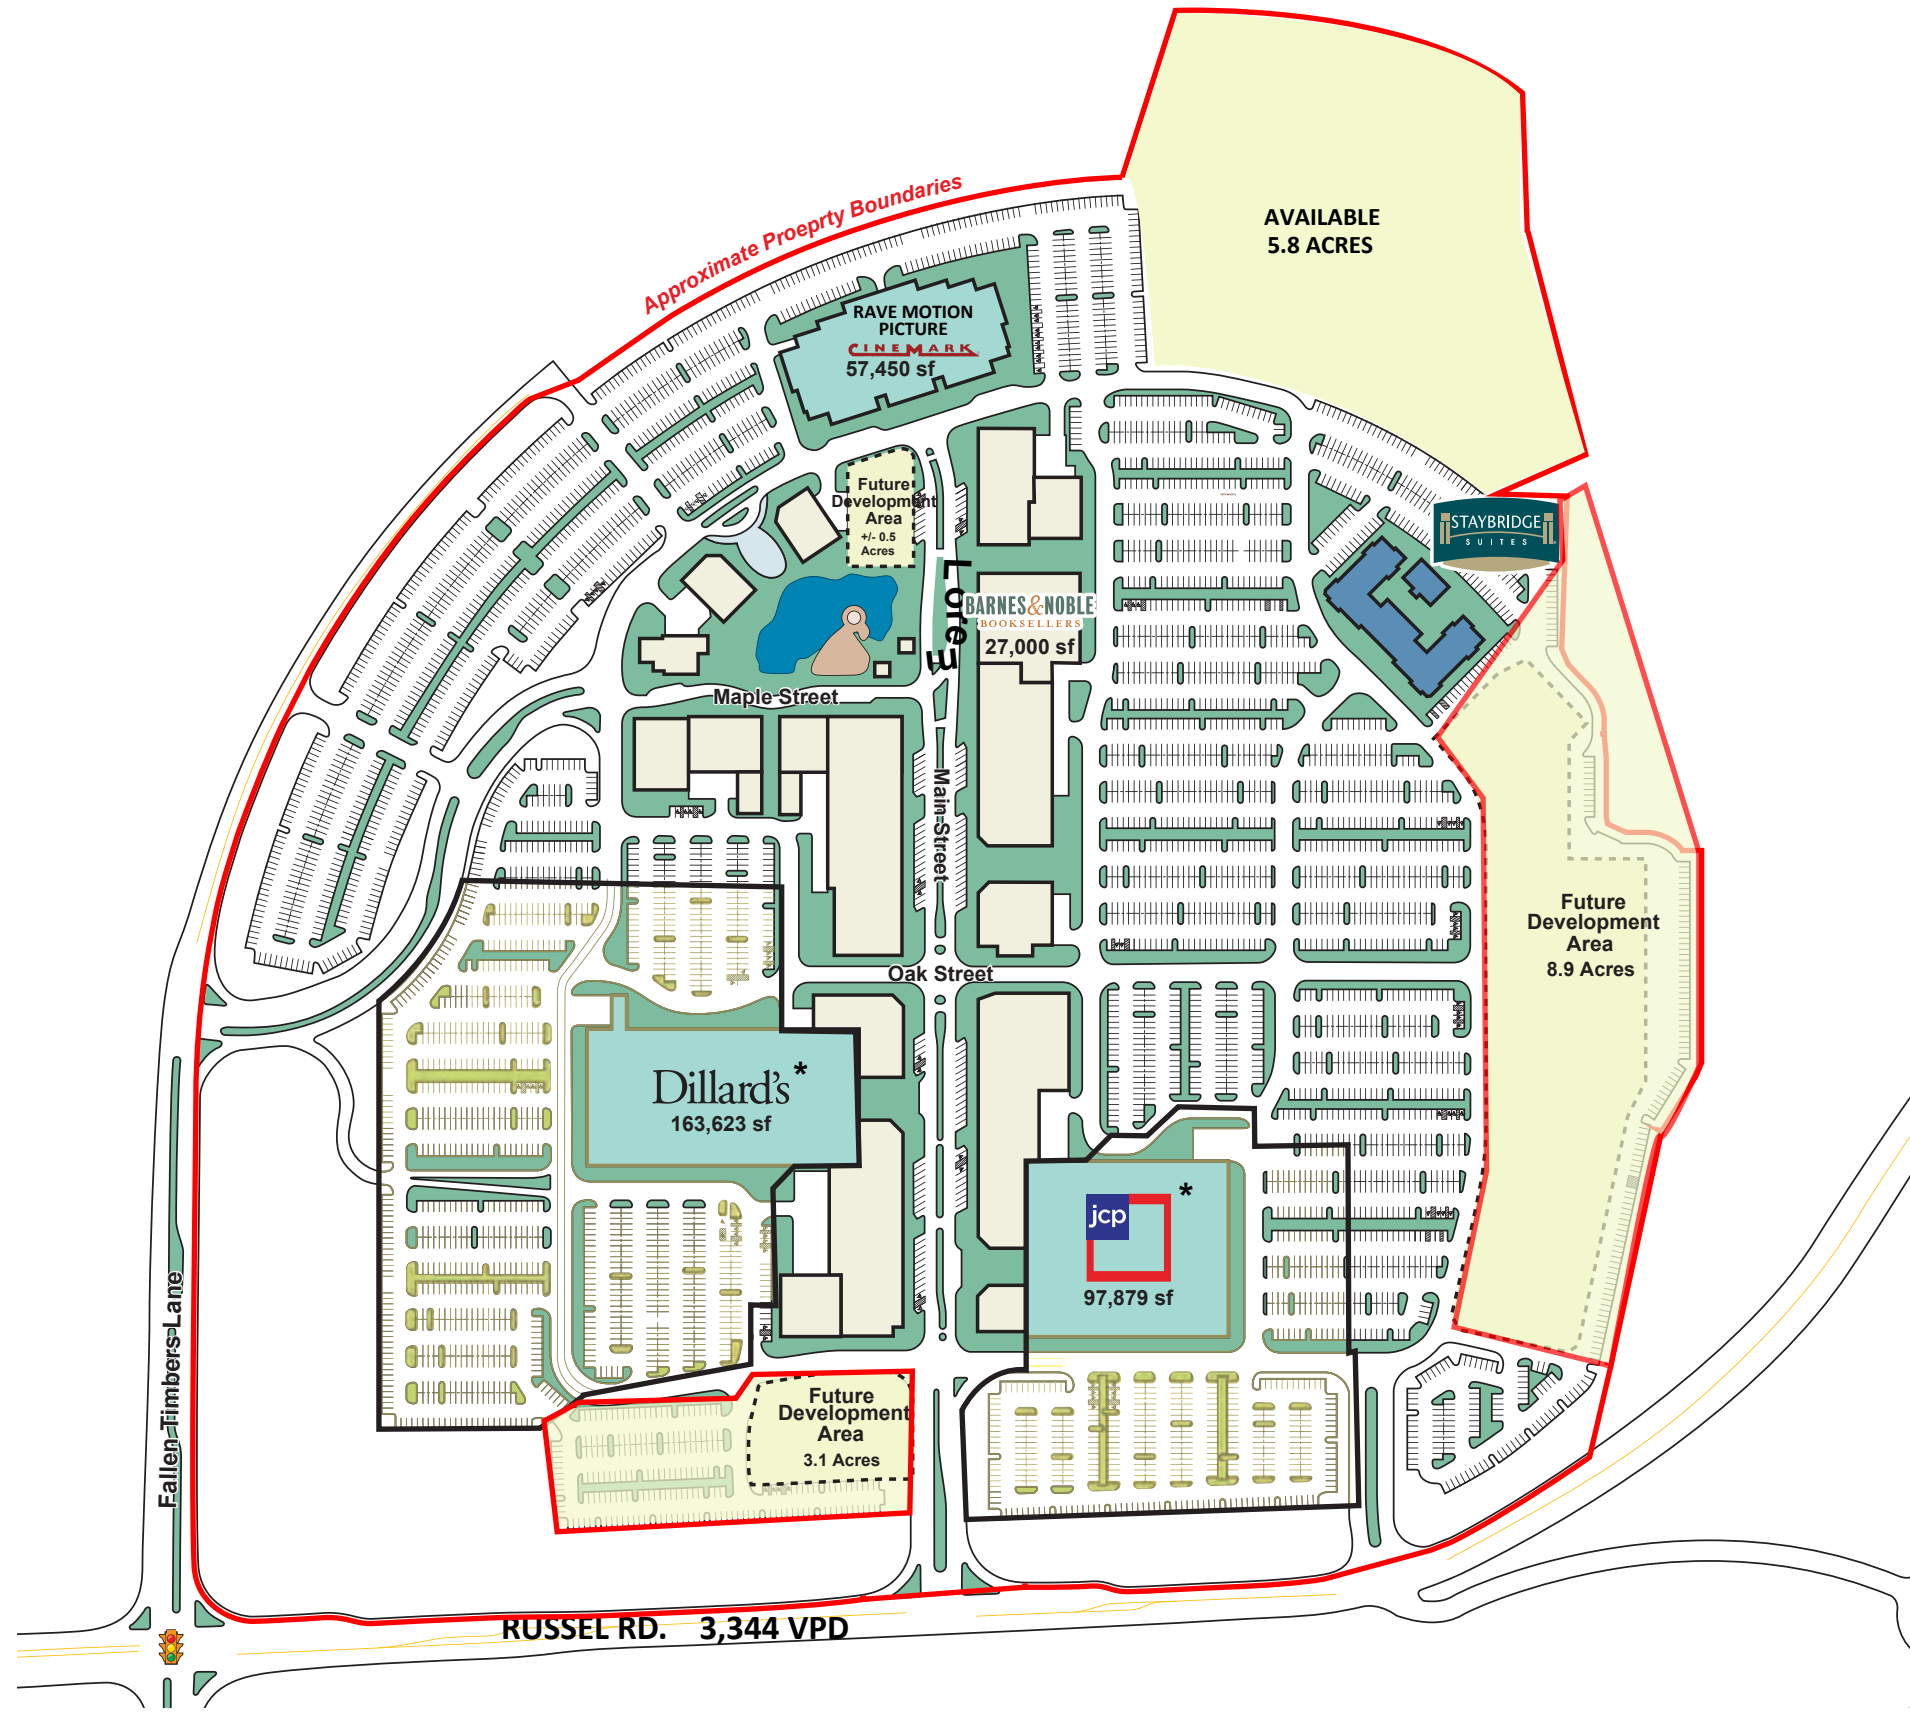 AVAILABLE
5.8 ACRES
Approximate Proeprty Boundaries
RAVE MOTION
PICTURE
CINEMARK
57,450 sf
Future
Development
Area
+/- 0.5
Acres
STAYBRIDGE
SUITES
Lorem
BARNES&NOBLE
BOOKSELLERS
27,000 sf
Maple Street
Main Street
Future
Development
Area
8.9 Acres
Oak Street
Dillard's *
163,623 sf
jcp *
97,879 sf
Fallen Timbers Lane
Future
Development
Area
3.1 Acres
RUSSEL RD. 3,344 VPD